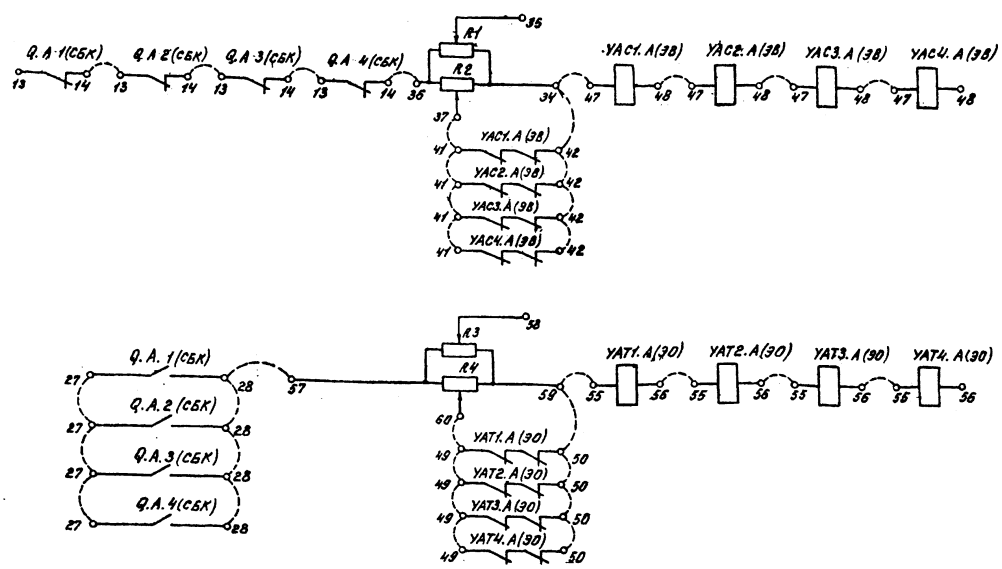 Q.A-1(СБК) Q.A-2(СБК) Q.A-3(СБК) Q.A-4(СБК)
R1
35
YAC1.A(ЭВ) YAC2.A(ЭВ) YAC3.A(ЭВ) YAC4.A(ЭВ)
R2
13 14 13 14 13 14 13 14 36 34 47 48 47 48 47 48 47 48
37
YAC1.A(ЭВ)
41 42
YAC2.A(ЭВ)
41 42
YAC3.A(ЭВ)
41 42
YAC4.A(ЭВ)
41 42
R3
58
Q.A.1(СБК)
R4
YAT1.A(ЭО) YAT2.A(ЭО) YAT3.A(ЭО) YAT4.A(ЭО)
27 28 57 59 55 56 55 56 55 56 55 56
Q.A.2(СБК)
60
27 28
YAT1.A(ЭО)
49 50
Q.A.3(СБК)
YAT2.A(ЭО)
27 28
49 50
Q.A.4(СБК)
YAT3.A(ЭО)
27 28
49 50
YAT4.A(ЭО)
49 50